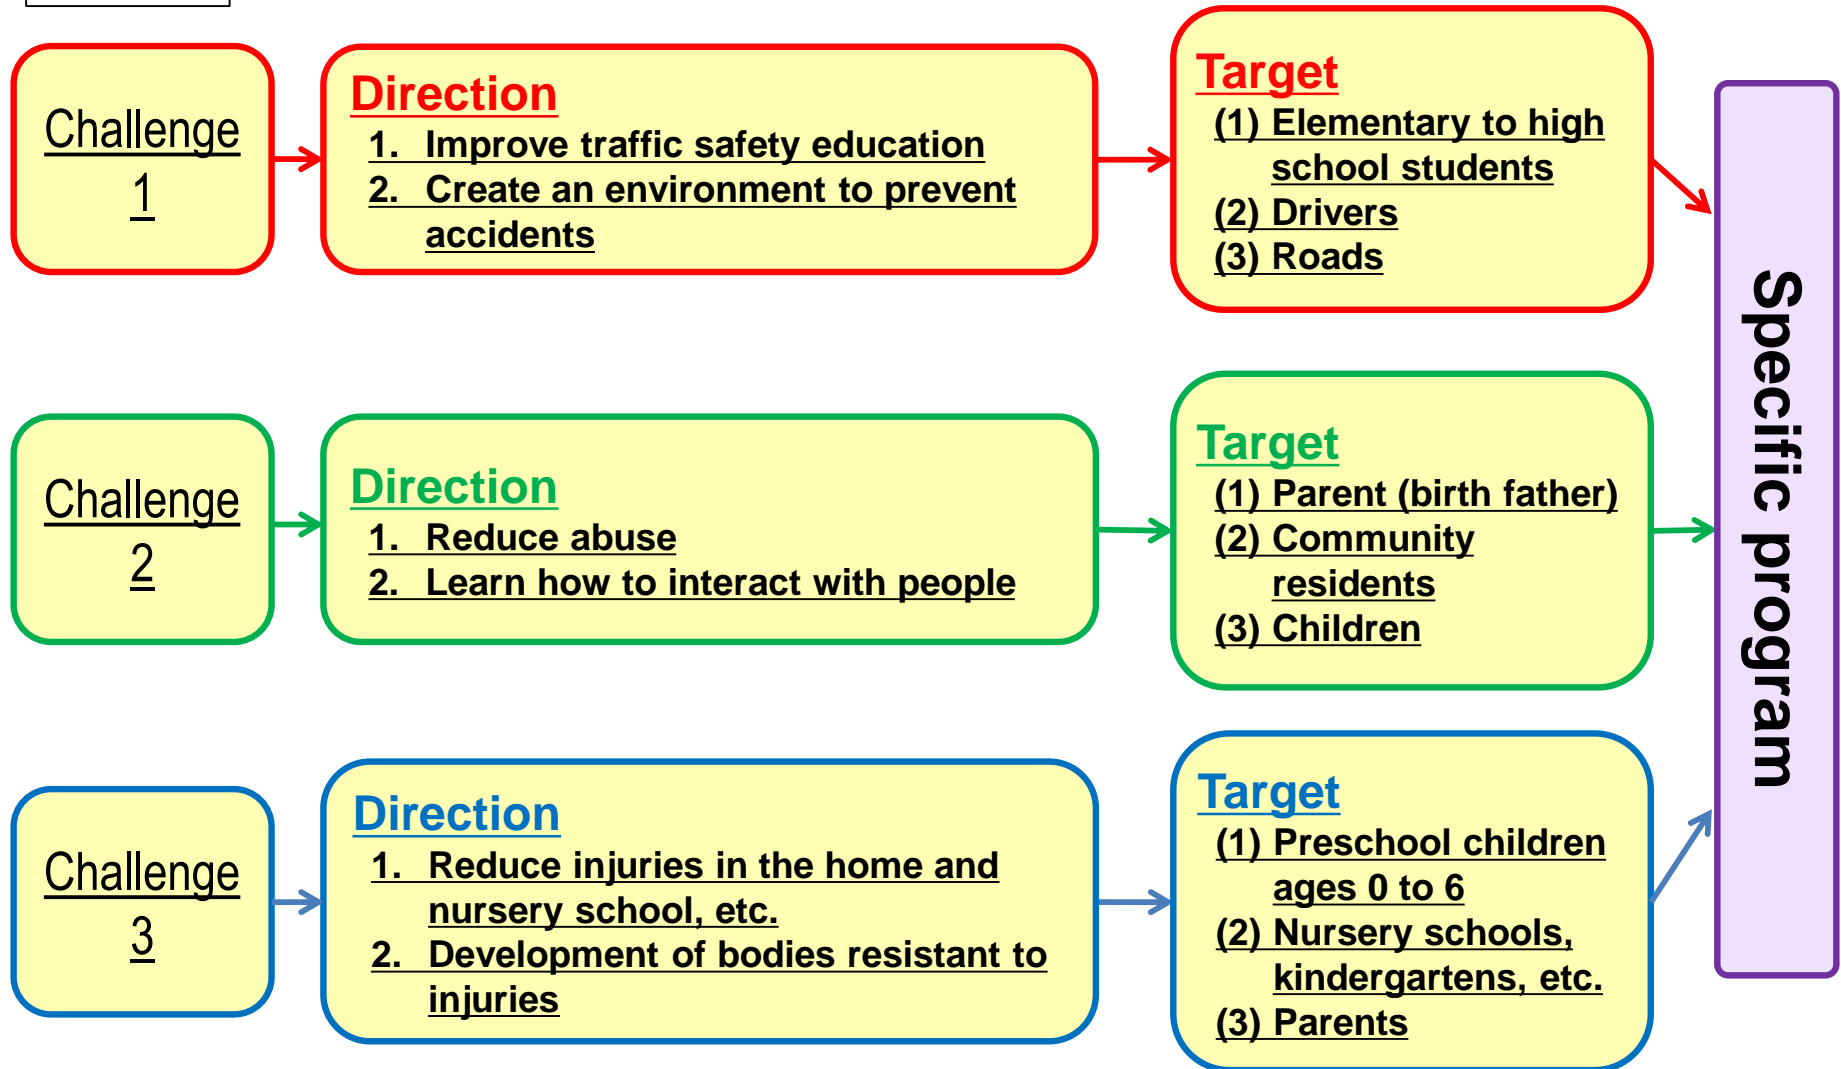 Challenge
1
Direction
1. Improve traffic safety education
2. Create an environment to prevent
accidents
Target
(1) Elementary to high
school students
(2) Drivers
(3) Roads
Challenge
2
Direction
1. Reduce abuse
2. Learn how to interact with people
Target
(1) Parent (birth father)
(2) Community
residents
(3) Children
Challenge
3
Direction
1. Reduce injuries in the home and
nursery school, etc.
2. Development of bodies resistant to
injuries
Target
(1) Preschool children
ages 0 to 6
(2) Nursery schools,
kindergartens, etc.
(3) Parents
Specific program